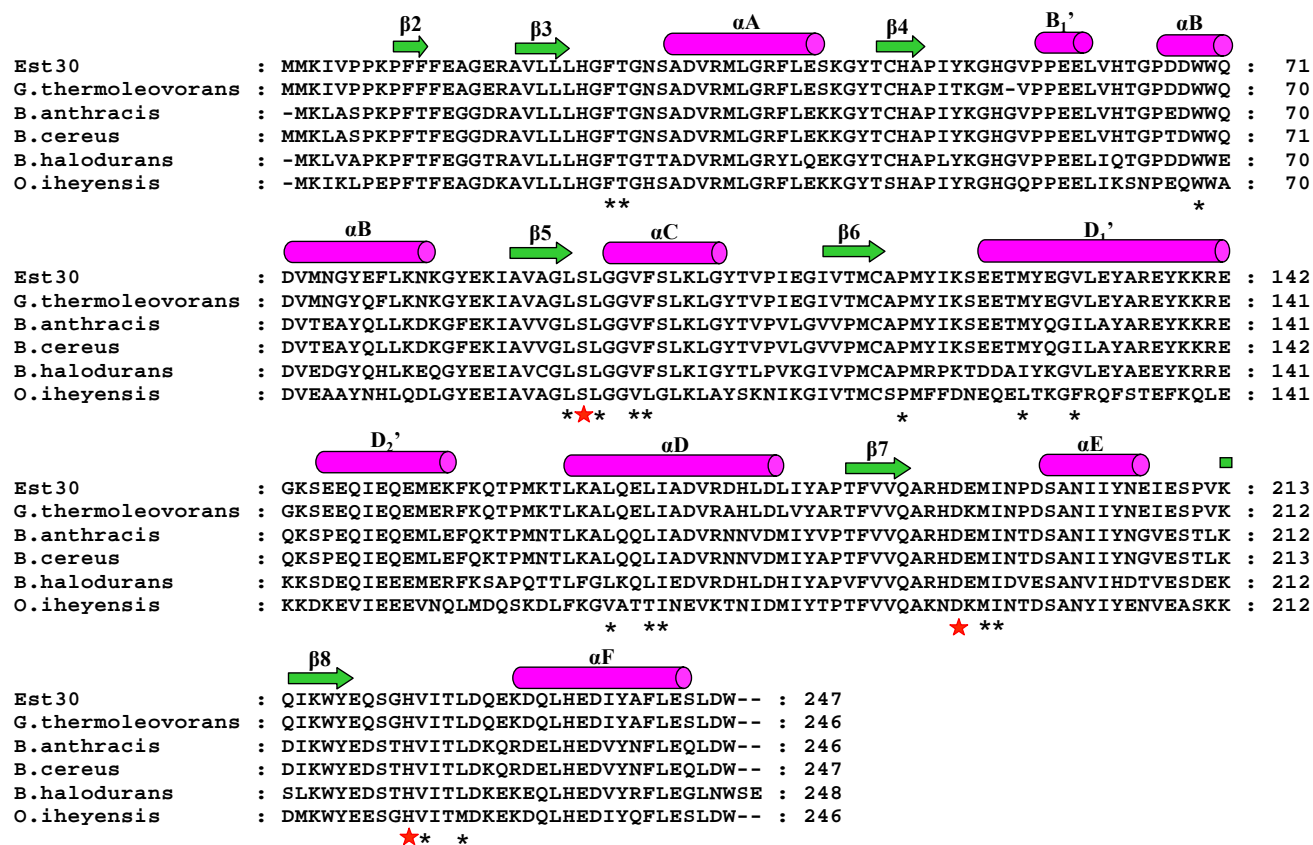 β2 β3 αA β4 B₁’ αB
Est30 : MMKIVPPKPFFFEAGERAVLLLHGFTGNSADVRMLGRFLESKGYTCHAPIYKGHGVPPEELVHTGPDDWWQ : 71
G.thermoleovorans : MMKIVPPKPFFFEAGERAVLLLHGFTGNSADVRMLGRFLESKGYTCHAPITKGM-VPPEELVHTGPDDWWQ : 70
B.anthracis : -MKLASPKPFTFEGGDRAVLLLHGFTGNSADVRMLGRFLEKKGYTCHAPIYKGHGVPPEELVHTGPEDWWQ : 70
B.cereus : MMKLASPKPFTFEGGDRAVLLLHGFTGNSADVRMLGRFLEKKGYTCHAPIYKGHGVPPEELVHTGPTDWWQ : 71
B.halodurans : -MKLVAPKPFTFEGGTRAVLLLHGFTGTTADVRMLGRYLQEKGYTCHAPLYKGHGVPPEELIQTGPDDWWE : 70
O.iheyensis : -MKIKLPEPFTFEAGDKAVLLLHGFTGHSADVRMLGRFLEKKGYTSHAPIYRGHGQPPEELIKSNPEQWWA : 70
** *
αB β5 αC β6 D₁’
Est30 : DVMNGYEFLKNKGYEKIAVAGLSLGGVFSLKLGYTVPIEGIVTMCAPMYIKSEETMYEGVLEYAREYKKRE : 142
G.thermoleovorans : DVMNGYQFLKNKGYEKIAVAGLSLGGVFSLKLGYTVPIEGIVTMCAPMYIKSEETMYEGVLEYAREYKKRE : 141
B.anthracis : DVTEAYQLLKDKGFEKIAVVGLSLGGVFSLKLGYTVPVLGVVPMCAPMYIKSEETMYQGILAYAREYKKRE : 141
B.cereus : DVTEAYQLLKDKGFEKIAVVGLSLGGVFSLKLGYTVPVLGVVPMCAPMYIKSEETMYQGILAYAREYKKRE : 142
B.halodurans : DVEDGYQHLKEQGYEEIAVCGLSLGGVFSLKIGYTLPVKGIVPMCAPMRPKTDDAIYKGVLEYAEEYKRRE : 141
O.iheyensis : DVEAAYNHLQDLGYEEIAVAGLSLGGVLGLKLAYSKNIKGIVTMCSPMFFDNEQELTKGFRQFSTEFKQLE : 141
*★* ** * * *
D₂’ αD β7 αE
Est30 : GKSEEQIEQEMEKFKQTPMKTLKALQELIADVRDHLDLIYAPTFVVQARHDEMINPDSANIIYNEIESPVK : 213
G.thermoleovorans : GKSEEQIEQEMERFKQTPMKTLKALQELIADVRAHLDLVYARTFVVQARHDKMINPDSANIIYNEIESPVK : 212
B.anthracis : QKSPEQIEQEMLEFKQKTPMNTLKALQQLIADVRNNVDMIYVPTFVVQARHDEMINTDSANIIYNGVESTLK : 212
B.cereus : QKSPEQIEQEMLEFQKTPMNTLKALQQLIADVRNNVDMIYAPTFVVQARHDEMINTDSANIIYNGVESTLK : 213
B.halodurans : KKSDEQIEEEMERFKSAPQTTLFGLKQLIEDVRDHLDHIYAPVFVVQARHDEMIDVESANVIHDTVESDEK : 212
O.iheyensis : KKDKEVIEEEVNQLMDQSKDLFKGVATTINEVKTNIDMIYTPTFVVQAKNDKMINTDSANYIYENVEASKK : 212
* ** ★ **
β8 αF
Est30 : QIKWYEQSGHVITLDQEKDQLHEDIYAFLESLDW-- : 247
G.thermoleovorans : QIKWYEQSGHVITLDQEKDQLHEDIYAFLESLDW-- : 246
B.anthracis : DIKWYEDSTHVITLDKQRDELHEDVYNFLEQLDW-- : 246
B.cereus : DIKWYEDSTHVITLDKQRDELHEDVYNFLEQLDW-- : 247
B.halodurans : SLKWYEDSTHVITLDKEKEQLHEDVYRFLEGLNWSE : 248
O.iheyensis : DMKWYEESGHVITMDKEKDQLHEDIYQFLESLDW-- : 246
★* *